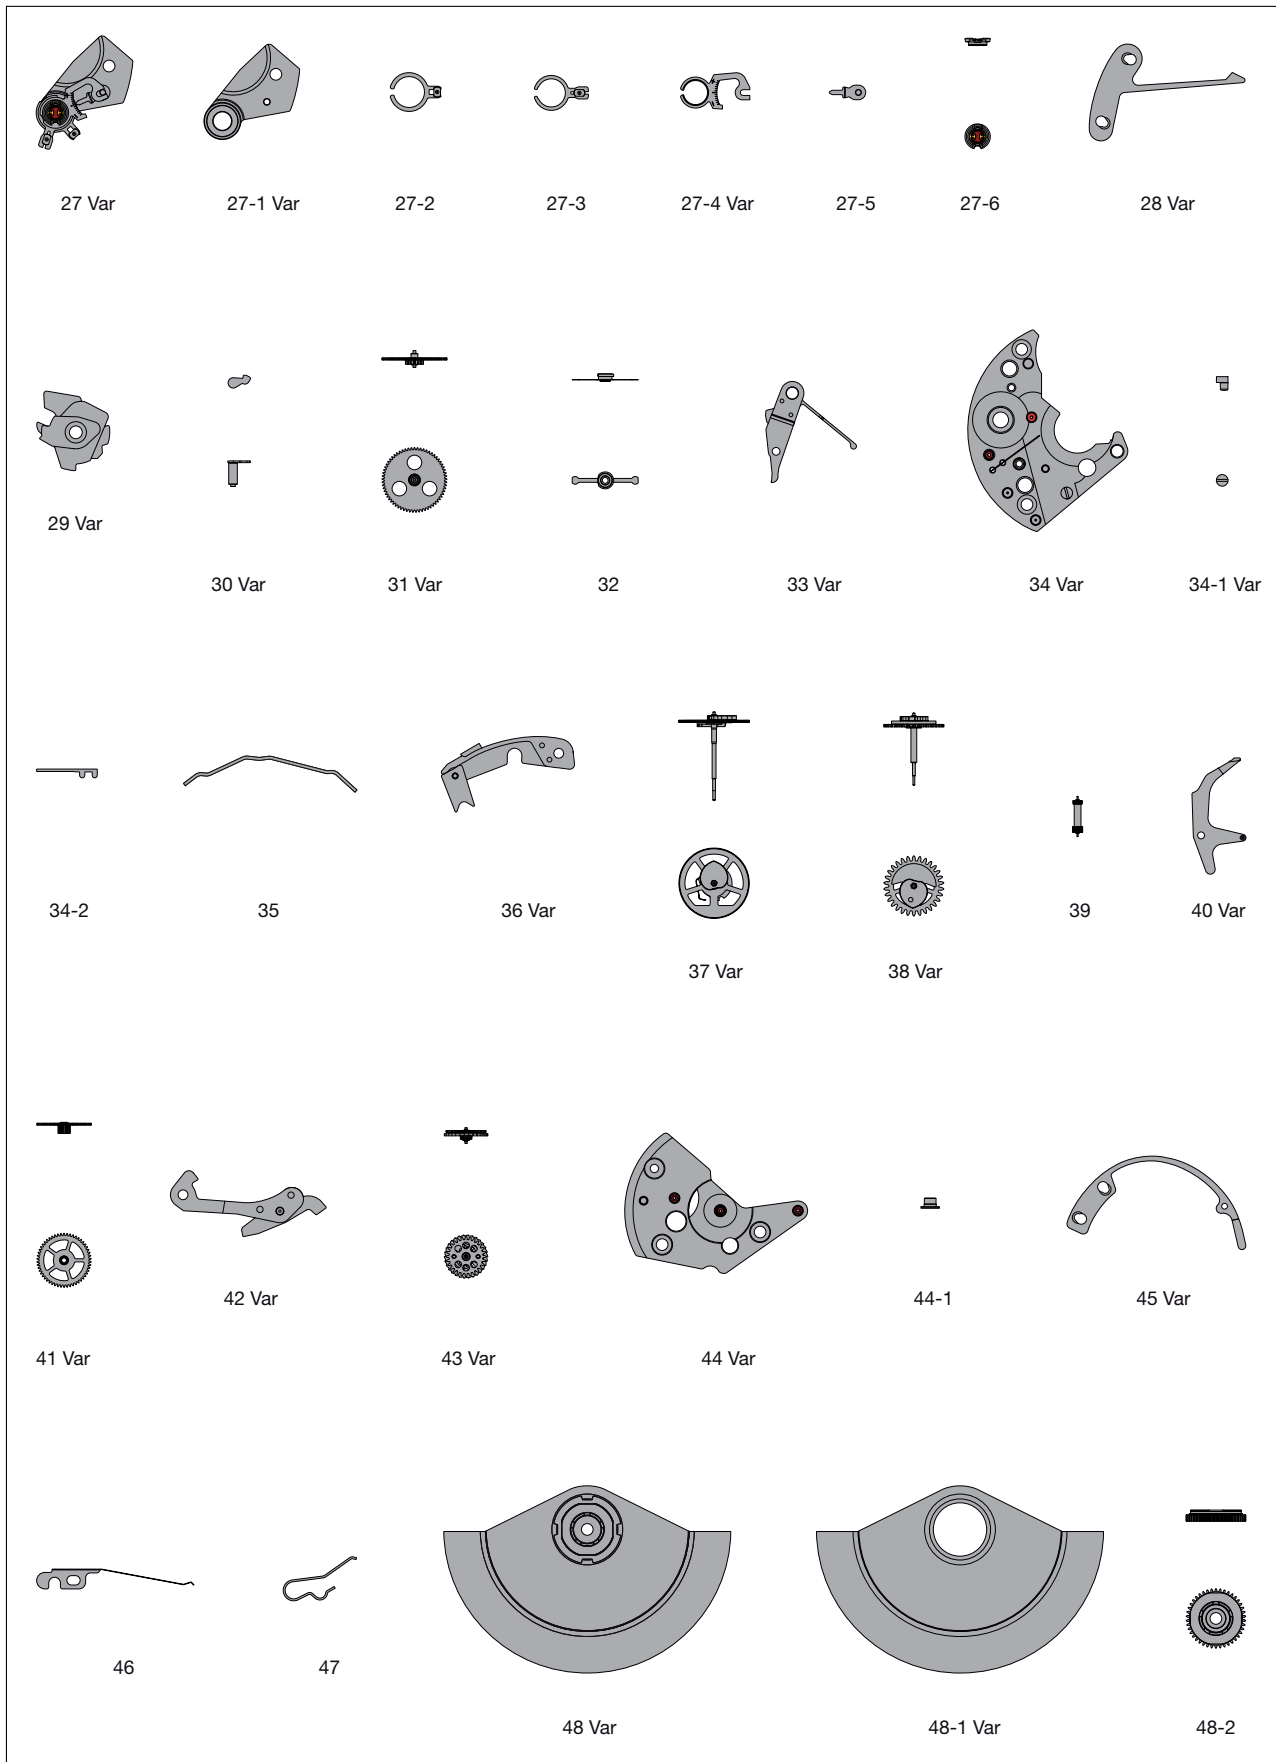 27 Var 27-1 Var 27-2 27-3 27-4 Var 27-5 27-6 28 Var
29 Var
30 Var 31 Var 32 33 Var 34 Var 34-1 Var
34-2 35 36 Var 39 40 Var
37 Var 38 Var
42 Var 44-1 45 Var
41 Var 43 Var 44 Var
46 47
48 Var 48-1 Var 48-2